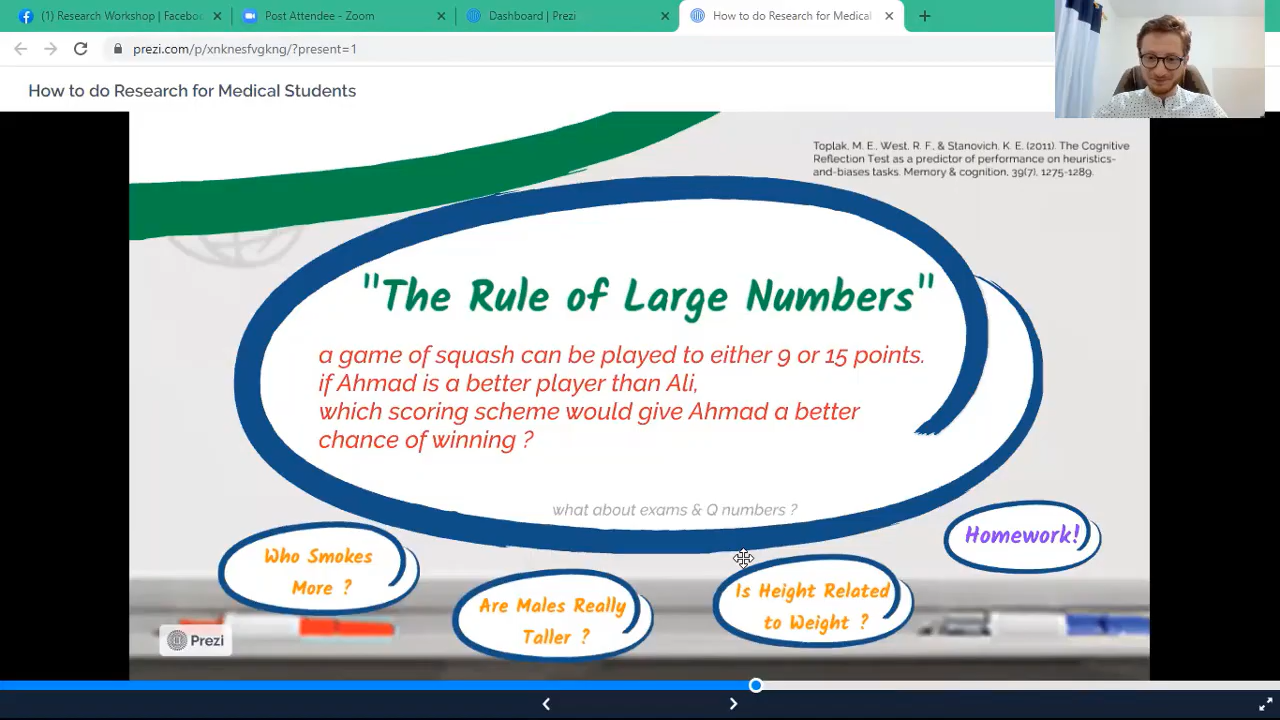 (1) Research Workshop | Faceboo
Post Attendee - Zoom
Dashboard | Prezi
How to do Research for Medical
prezi.com/p/xnknesfvgkng/?present=1
How to do Research for Medical Students
Toplak, M. E., West, R. F., & Stanovich, K. E. (2011). The Cognitive
Reflection Test as a predictor of performance on heuristics-
and-biases tasks. Memory & cognition, 39(7), 1275-1289.
"The Rule of Large Numbers"
a game of squash can be played to either 9 or 15 points.
if Ahmad is a better player than Ali,
which scoring scheme would give Ahmad a better
chance of winning ?
what about exams & Q numbers ?
Homework!
Who Smokes
More ?
Are Males Really
Taller ?
Is Height Related
to Weight ?
Prezi